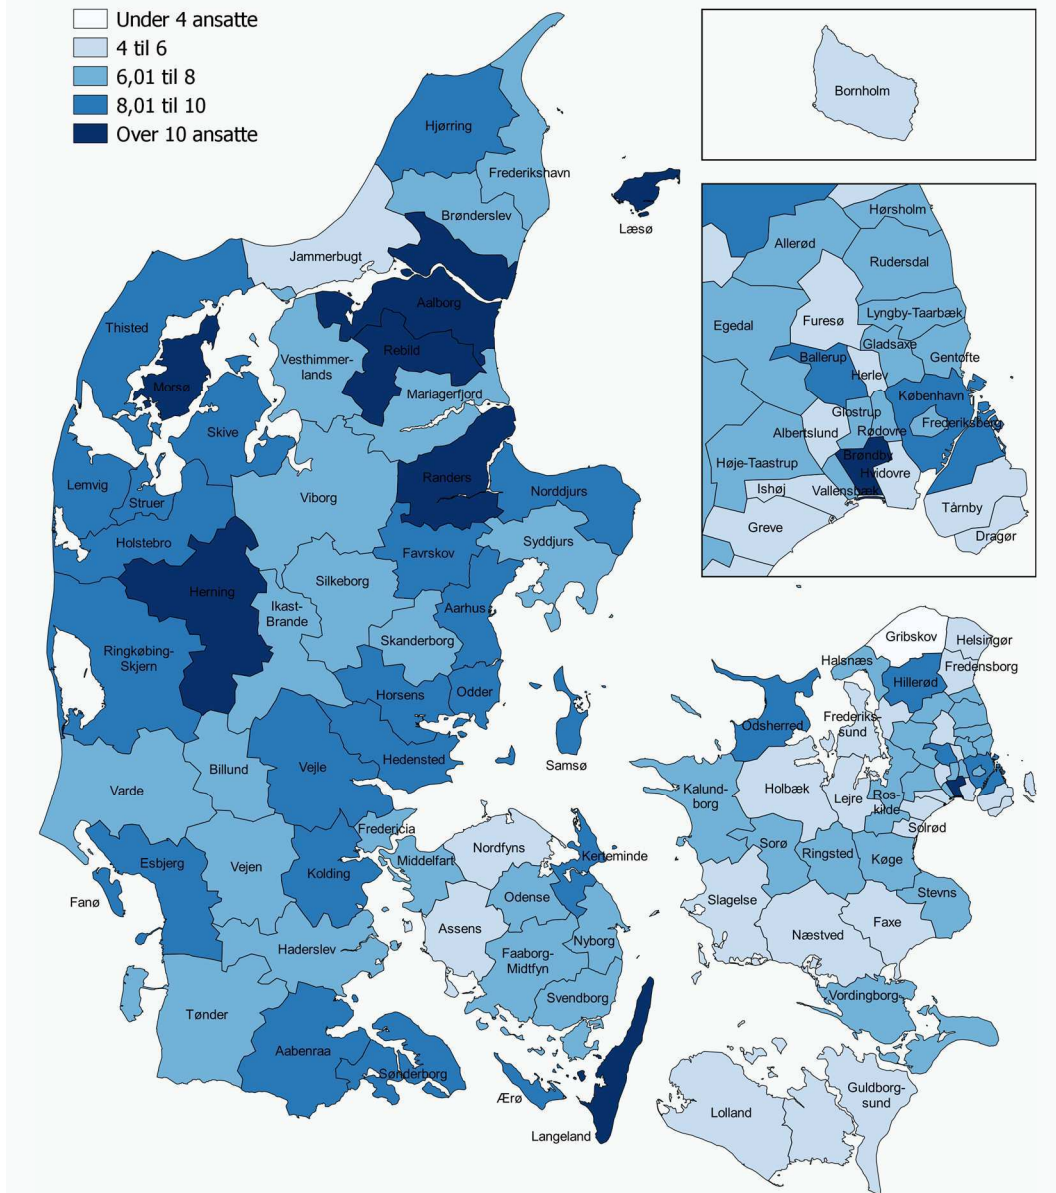 Under 4 ansatte
4 til 6
6,01 til 8
8,01 til 10
Over 10 ansatte
Bornholm
Hjørring
Frederikshavn
Brønderslev
Læsø
Jammerbugt
Aalborg
Thisted
Rebild
Vesthimmer-
lands
Morsø
Mariagerfjord
Skive
Randers
Lemvig
Struer
Viborg
Norddjurs
Holstebro
Favrskov
Syddjurs
Silkeborg
Herning
Ikast-
Brande
Aarhus
Skanderborg
Ringkøbing-
Skjern
Horsens
Odder
Hedensted
Samsø
Billund
Vejle
Varde
Fredericia
Middelfart
Nordfyns
Kerteminde
Esbjerg
Vejen
Kolding
Odense
Fanø
Assens
Haderslev
Nyborg
Faaborg-
Midtfyn
Svendborg
Tønder
Aabenraa
Sønderborg
Ærø
Langeland
Hørsholm
Allerød
Rudersdal
Egedal
Furesø
Lyngby-Taarbæk
Gladsaxe
Ballerup
Gentofte
Herlev
København
Glostrup
Frederiksberg
Albertslund
Rødovre
Brøndby
Høje-Taastrup
Hvidovre
Ishøj
Vallensbæk
Tårnby
Greve
Dragør
Gribskov
Helsingør
Halsnæs
Fredensborg
Hillerød
Odsherred
Frederiks-
sund
Kalund-
borg
Holbæk
Lejre
Ros-
kilde
Solrød
Sorø
Ringsted
Køge
Slagelse
Stevns
Faxe
Næstved
Vordingborg
Guldborg-
sund
Lolland